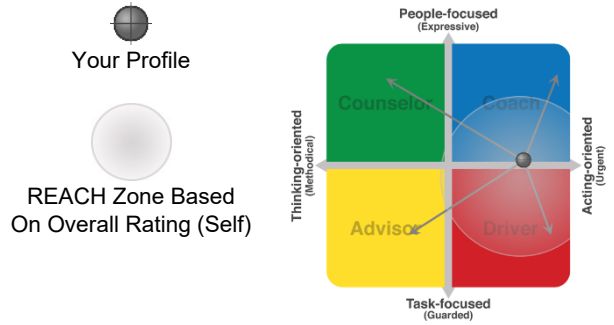 Your Profile
REACH Zone Based
On Overall Rating (Self)
People-focused
(Expressive)
Counselor
Coach
Thinking-oriented
(Methodical)
Acting-oriented
(Urgent)
Advisor
Driver
Task-focused
(Guarded)